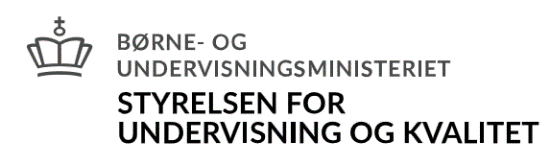 BØRNE- OG
UNDERVISNINGSMINISTERIET
STYRELSEN FOR
UNDERVISNING OG KVALITET